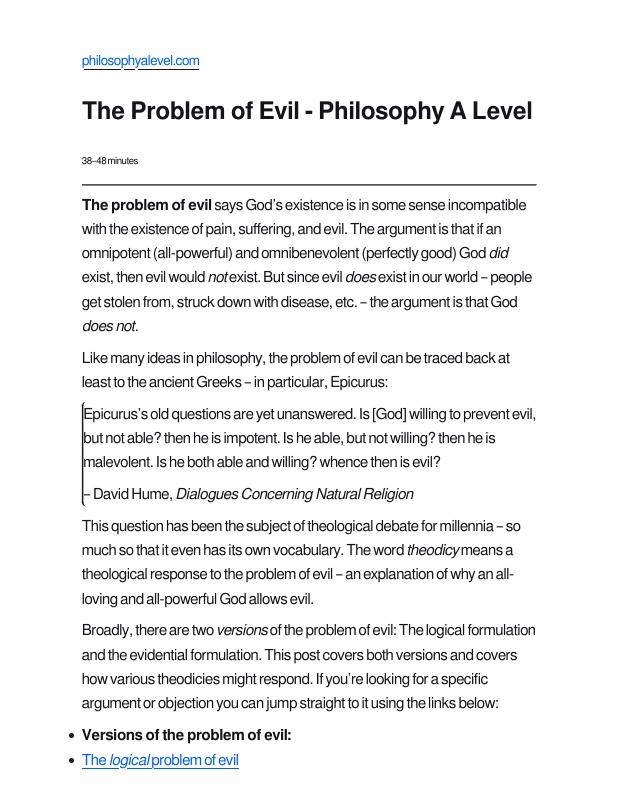 philosophyalevel.com
The Problem of Evil - Philosophy A Level
38–48 minutes
The problem of evil says God’s existence is in some sense incompatible
with the existence of pain, suffering, and evil. The argument is that if an
omnipotent (all-powerful) and omnibenevolent (perfectly good) God did
exist, then evil would not exist. But since evil does exist in our world – people
get stolen from, struck down with disease, etc. – the argument is that God
does not.
Like many ideas in philosophy, the problem of evil can be traced back at
least to the ancient Greeks – in particular, Epicurus:
Epicurus’s old questions are yet unanswered. Is [God] willing to prevent evil,
but not able? then he is impotent. Is he able, but not willing? then he is
malevolent. Is he both able and willing? whence then is evil?
– David Hume, Dialogues Concerning Natural Religion
This question has been the subject of theological debate for millennia – so
much so that it even has its own vocabulary. The word theodicy means a
theological response to the problem of evil – an explanation of why an all-
loving and all-powerful God allows evil.
Broadly, there are two versions of the problem of evil: The logical formulation
and the evidential formulation. This post covers both versions and covers
how various theodicies might respond. If you’re looking for a specific
argument or objection you can jump straight to it using the links below:
• Versions of the problem of evil:
• The logical problem of evil